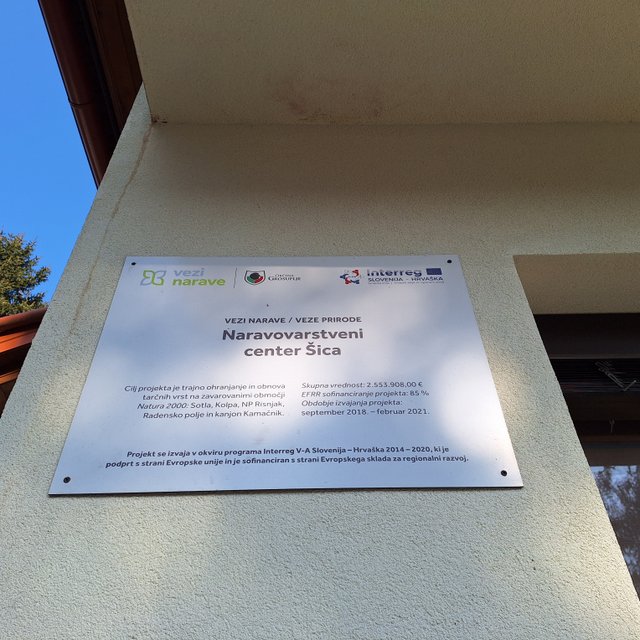 vezi
narave
OBČINA
GROSUPLJE
Interreg
SLOVENIJA – HRVAŠKA
VEZI NARAVE / VEZE PRIRODE
Naravovarstveni
center Šica
Cilj projekta je trajno ohranjanje in obnova
tarčnih vrst na zavarovanimi območji
Natura 2000: Sotla, Kolpa, NP Risnjak,
Radensko polje in kanjon Kamačnik.
Skupna vrednost: 2.553.908,00 €
EFRR sofinanciranje projekta: 85 %
Obdobje izvajanja projekta:
september 2018. – februar 2021.
Projekt se izvaja v okviru programa Interreg V-A Slovenija – Hrvaška 2014 – 2020, ki je
podprt s strani Evropske unije in je sofinanciran s strani Evropskega sklada za regionalni razvoj.